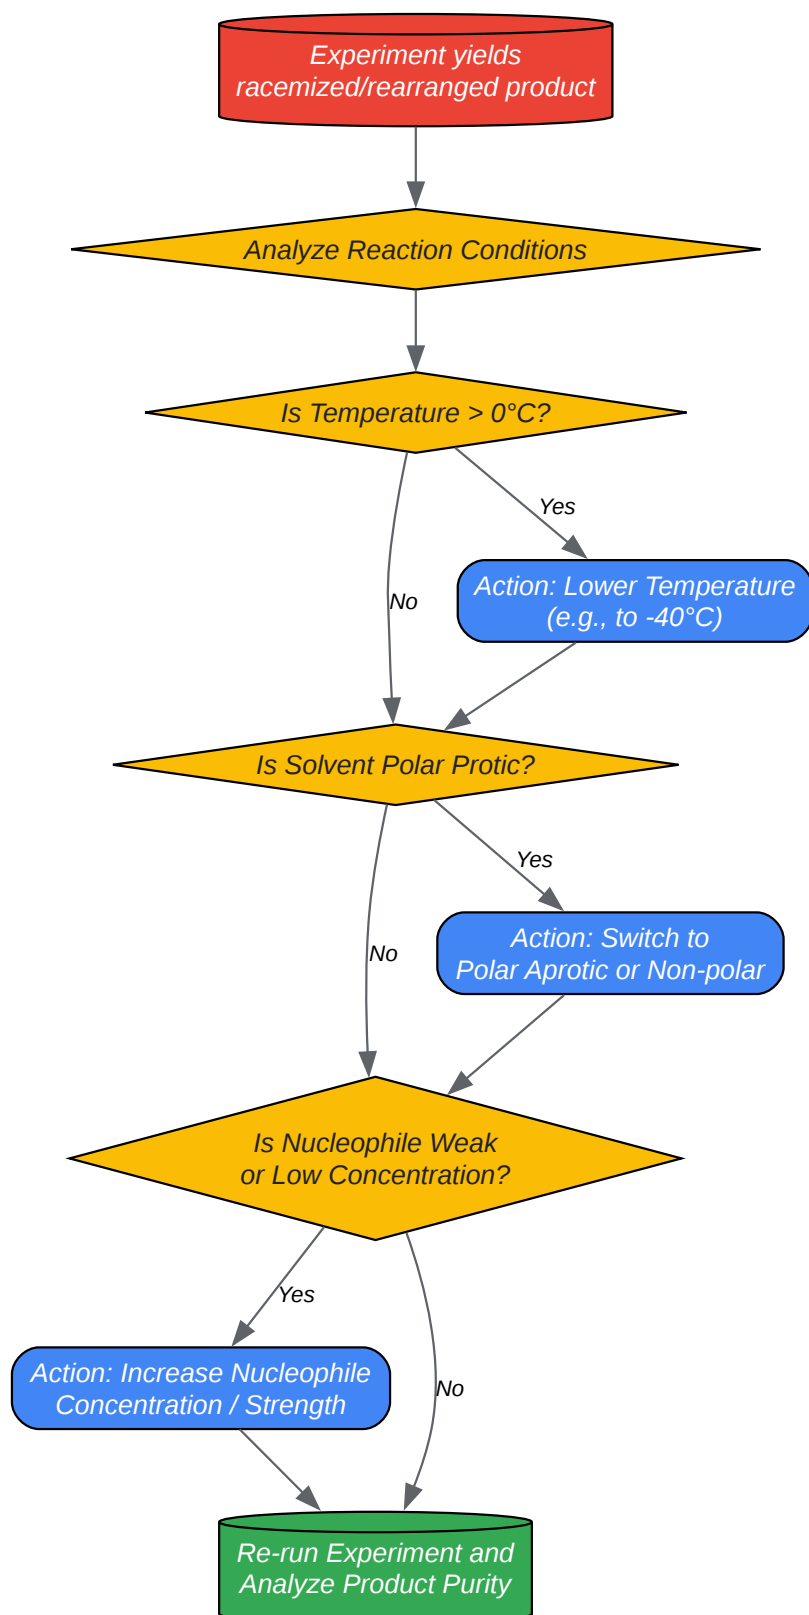 Experiment yields
racemized/rearranged product
Analyze Reaction Conditions
Is Temperature > 0°C?
Yes
Action: Lower Temperature
(e.g., to -40°C)
No
Is Solvent Polar Protic?
Yes
Action: Switch to
Polar Aprotic or Non-polar
No
Is Nucleophile Weak
or Low Concentration?
Yes
Action: Increase Nucleophile
Concentration / Strength
No
Re-run Experiment and
Analyze Product Purity